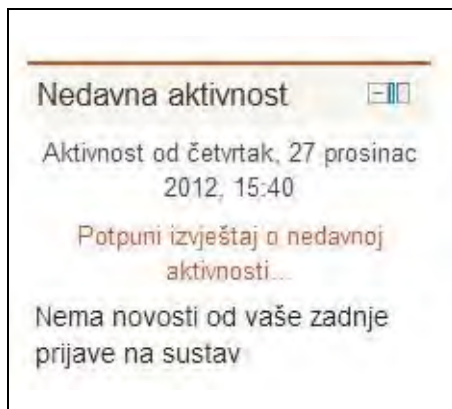 Nedavna aktivnost
Aktivnost od četvrtak, 27 prosinac
2012, 15:40
Potpuni izvještaj o nedavnoj
aktivnosti...
Nema novosti od vaše zadnje
prijave na sustav